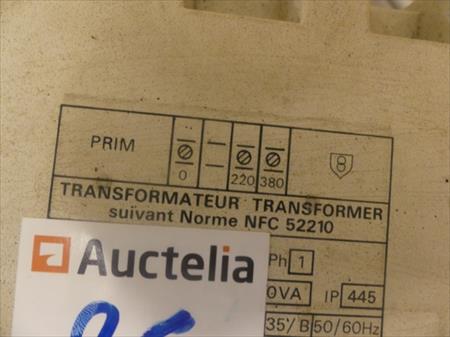 PRIM
0 220 380
8
TRANSFORMATEUR TRANSFORMER
suivant Norme NFC 52210
Auctelia
Ph 1
0VA IP 445
35'/ B 50/60Hz